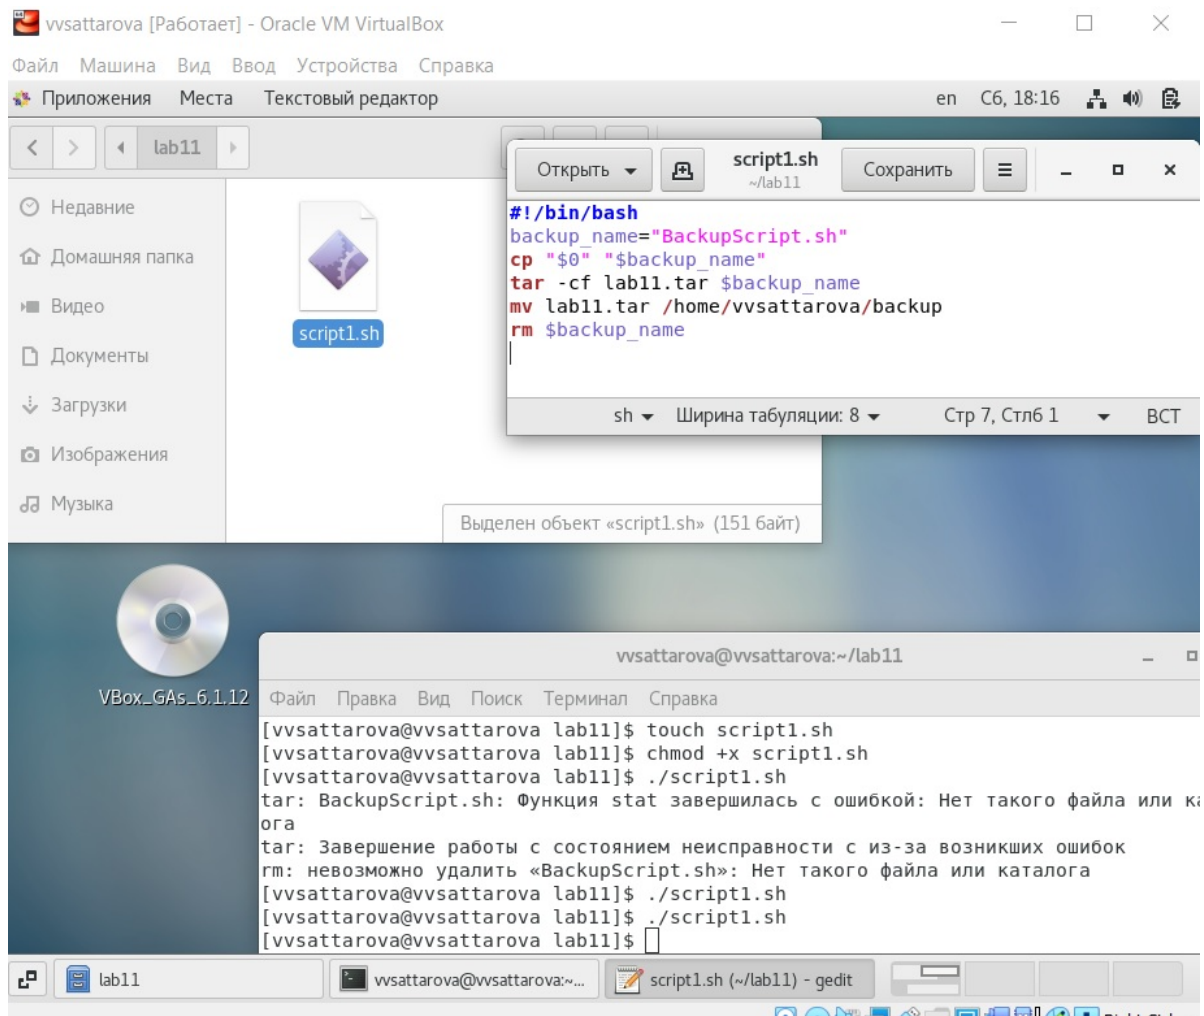 vvsattarova [Работает] - Oracle VM VirtualBox
Файл Машина Вид Ввод Устройства Справка
Приложения Места Текстовый редактор en Сб, 18:16
lab11
Недавние
Домашняя папка
Видео
Документы
Загрузки
Изображения
Музыка
script1.sh
Выделен объект «script1.sh» (151 байт)
Открыть script1.sh Сохранить
~/lab11
#!/bin/bash
backup_name="BackupScript.sh"
cp "$0" "$backup_name"
tar -cf lab11.tar $backup_name
mv lab11.tar /home/vvsattarova/backup
rm $backup_name
sh Ширина табуляции: 8 Стр 7, Стлб 1 ВСТ
VBox_GAs_6.1.12
vvsattarova@vvsattarova:~/lab11
Файл Правка Вид Поиск Терминал Справка
[vvsattarova@vvsattarova lab11]$ touch script1.sh
[vvsattarova@vvsattarova lab11]$ chmod +x script1.sh
[vvsattarova@vvsattarova lab11]$ ./script1.sh
tar: BackupScript.sh: Функция stat завершилась с ошибкой: Нет такого файла или ка
ога
tar: Завершение работы с состоянием неисправности с из-за возникших ошибок
rm: невозможно удалить «BackupScript.sh»: Нет такого файла или каталога
[vvsattarova@vvsattarova lab11]$ ./script1.sh
[vvsattarova@vvsattarova lab11]$ ./script1.sh
[vvsattarova@vvsattarova lab11]$
lab11 vvsattarova@vvsattarova:~... script1.sh (~/lab11) - gedit